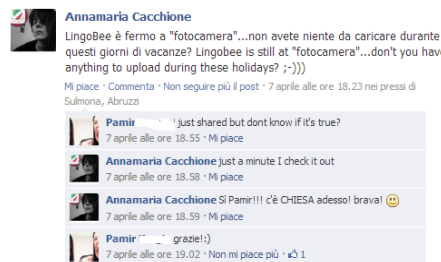 Annamaria Cacchione
LingoBee è fermo a "fotocamera"...non avete niente da caricare durante
questi giorni di vacanze? Lingobee is still at "fotocamera"...don't you have
anything to upload during these holidays? ;-)))
Mi piace · Commenta · Non seguire più il post · 7 aprile alle ore 18.23 nei pressi di
Sulmona, Abruzzi
Pamir just shared but dont know if it's true?
7 aprile alle ore 18.55 · Mi piace
Annamaria Cacchione just a minute I check it out
7 aprile alle ore 18.58 · Mi piace
Annamaria Cacchione Sì Pamir!!! c'è CHIESA adesso! brava!
7 aprile alle ore 18.59 · Mi piace
Pamir grazie!:)
7 aprile alle ore 19.02 · Non mi piace più · 1